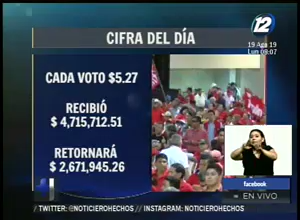 12
19 Ago 19
Lun 09:07
CIFRA DEL DÍA
CADA VOTO $5.27
RECIBIÓ
$ 4,715,712.51
RETORNARÁ
$ 2,671,945.26
facebook
EN VIVO
/ TWITTER: @NOTICIEROHECHOS // INSTAGRAM: NOTICIEROHECHOS